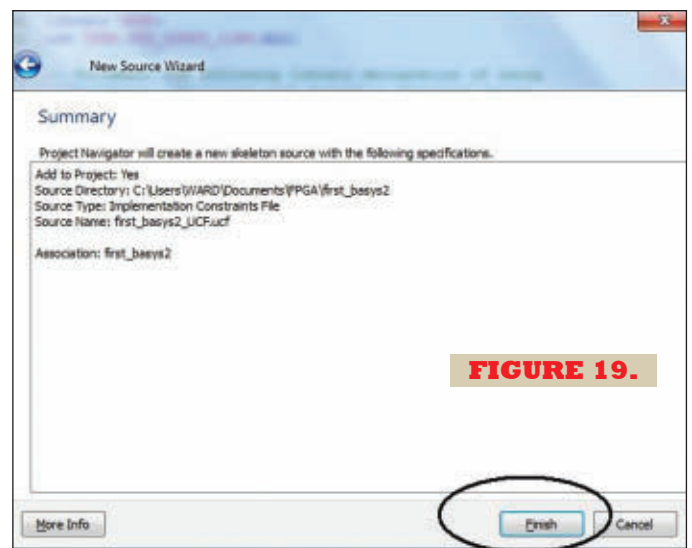 New Source Wizard
Summary
Project Navigator will create a new skeleton source with the following specifications.
Add to Project: Yes
Source Directory: C:\Users\WARD\Documents\FPGA\first_basys2
Source Type: Implementation Constraints File
Source Name: first_basys2_UCF.ucf
Association: first_basys2
FIGURE 19.
More Info
Finish
Cancel